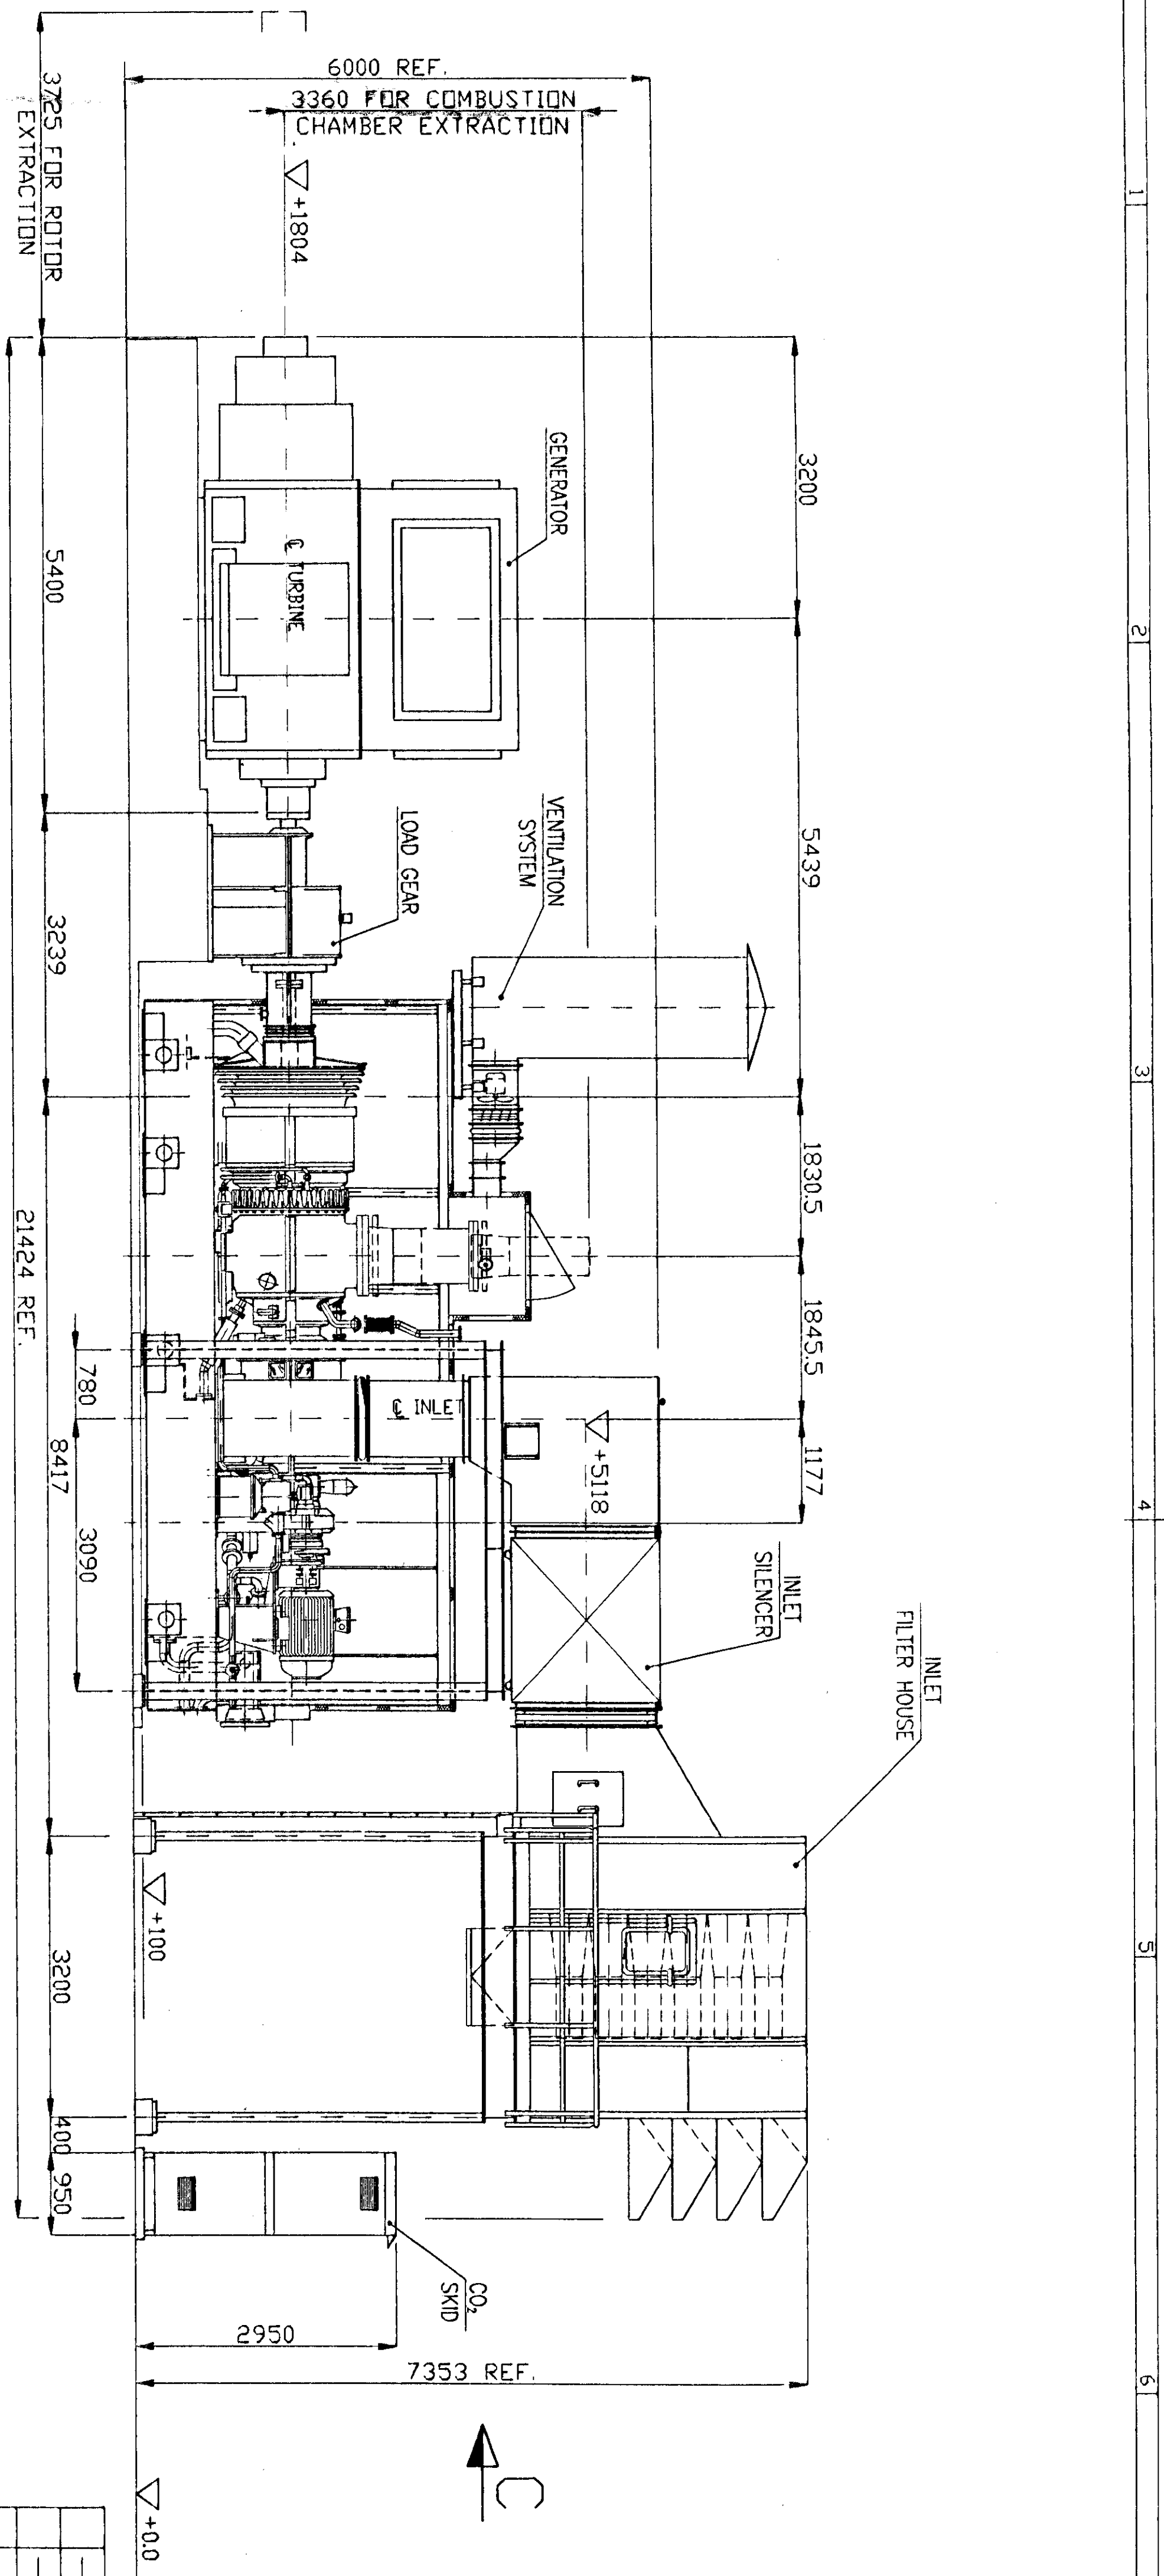 1
2
3
4
5
6
6000 REF.
3360 FOR COMBUSTION
CHAMBER EXTRACTION
3725 FOR ROTOR
EXTRACTION
+1804
3200
5439
1830.5
1845.5
1177
GENERATOR
℄ TURBINE
VENTILATION
SYSTEM
LOAD GEAR
℄ INLET
+5118
INLET
SILENCER
INLET
FILTER HOUSE
5400
3239
8417
3200
400
950
780
3090
21424 REF.
+100
CO₂
SKID
2950
7353 REF.
C
+0.0